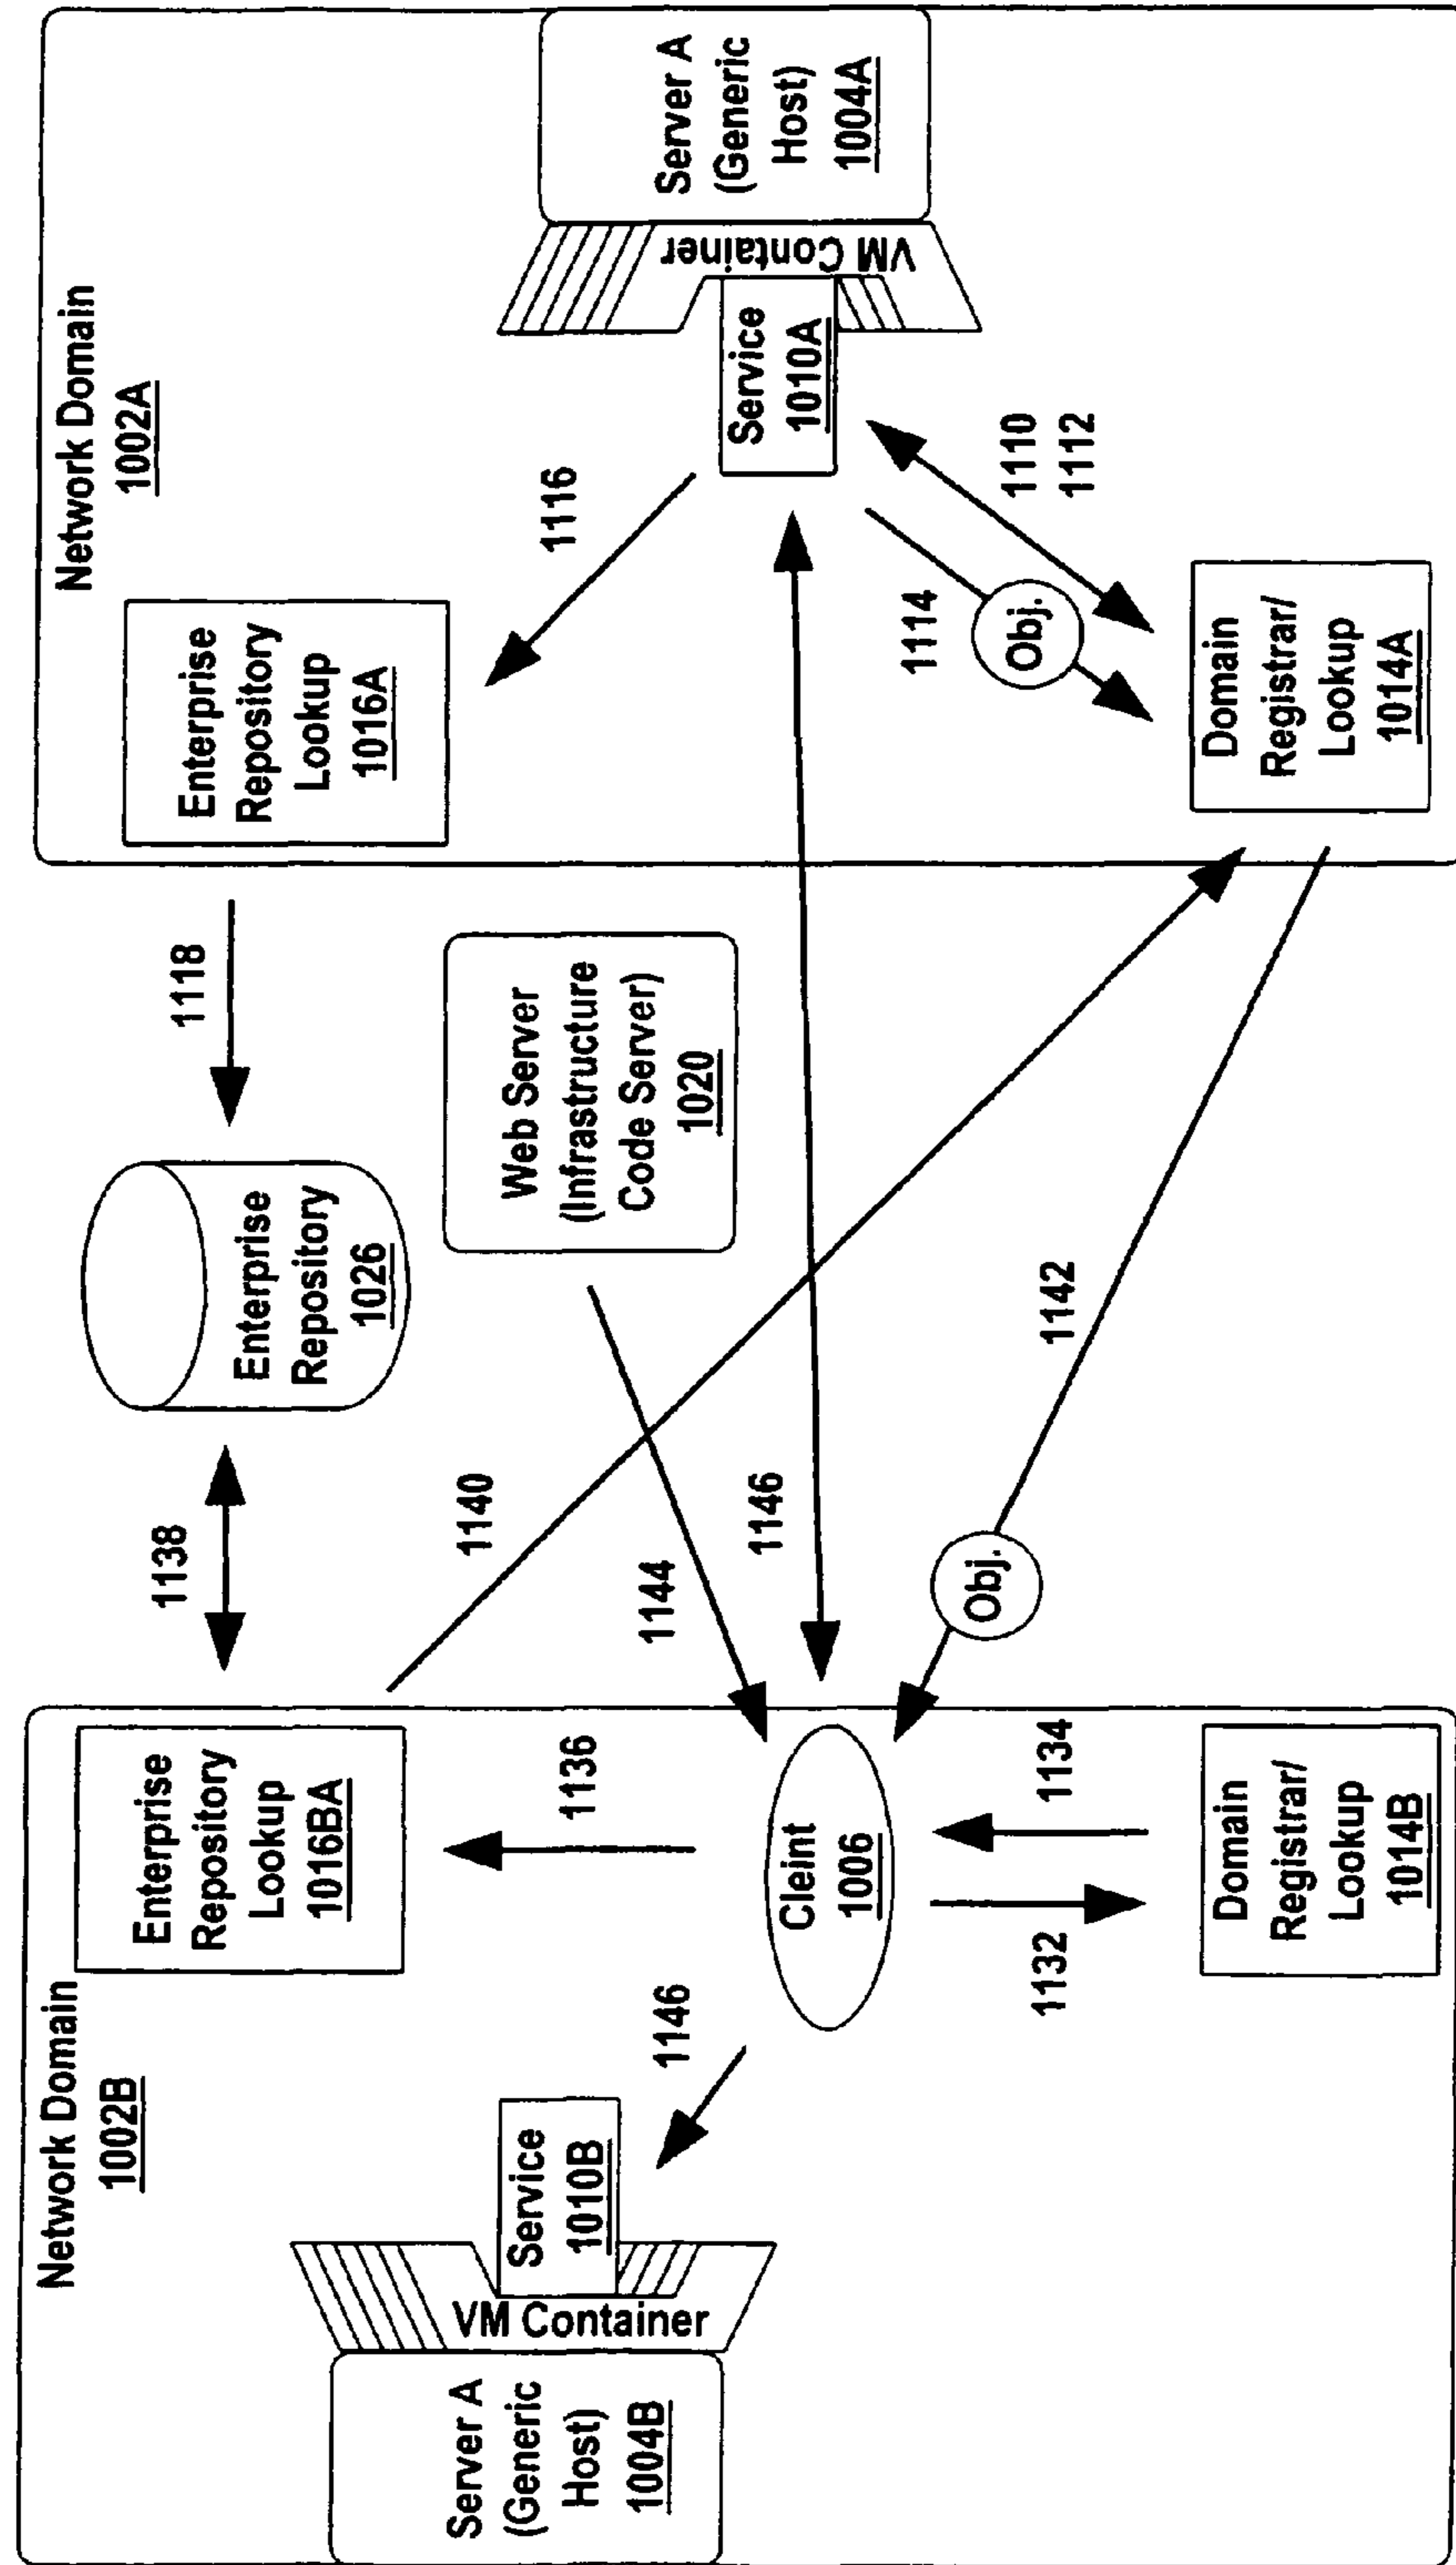 Network Domain
1002B
Server A
(Generic
Host)
1004B
VM Container
Service
1010B
1146
Enterprise
Repository
Lookup
1016BA
1136
Cleint
1006
1132
1134
Domain
Registrar/
Lookup
1014B
1138
Enterprise
Repository
1026
1118
1140
Web Server
(Infrastructure
Code Server)
1020
1144
1146
Obj.
1142
Network Domain
1002A
Enterprise
Repository
Lookup
1016A
1116
Service
1010A
VM Container
Server A
(Generic
Host)
1004A
1114
Obj.
1110
1112
Domain
Registrar/
Lookup
1014A